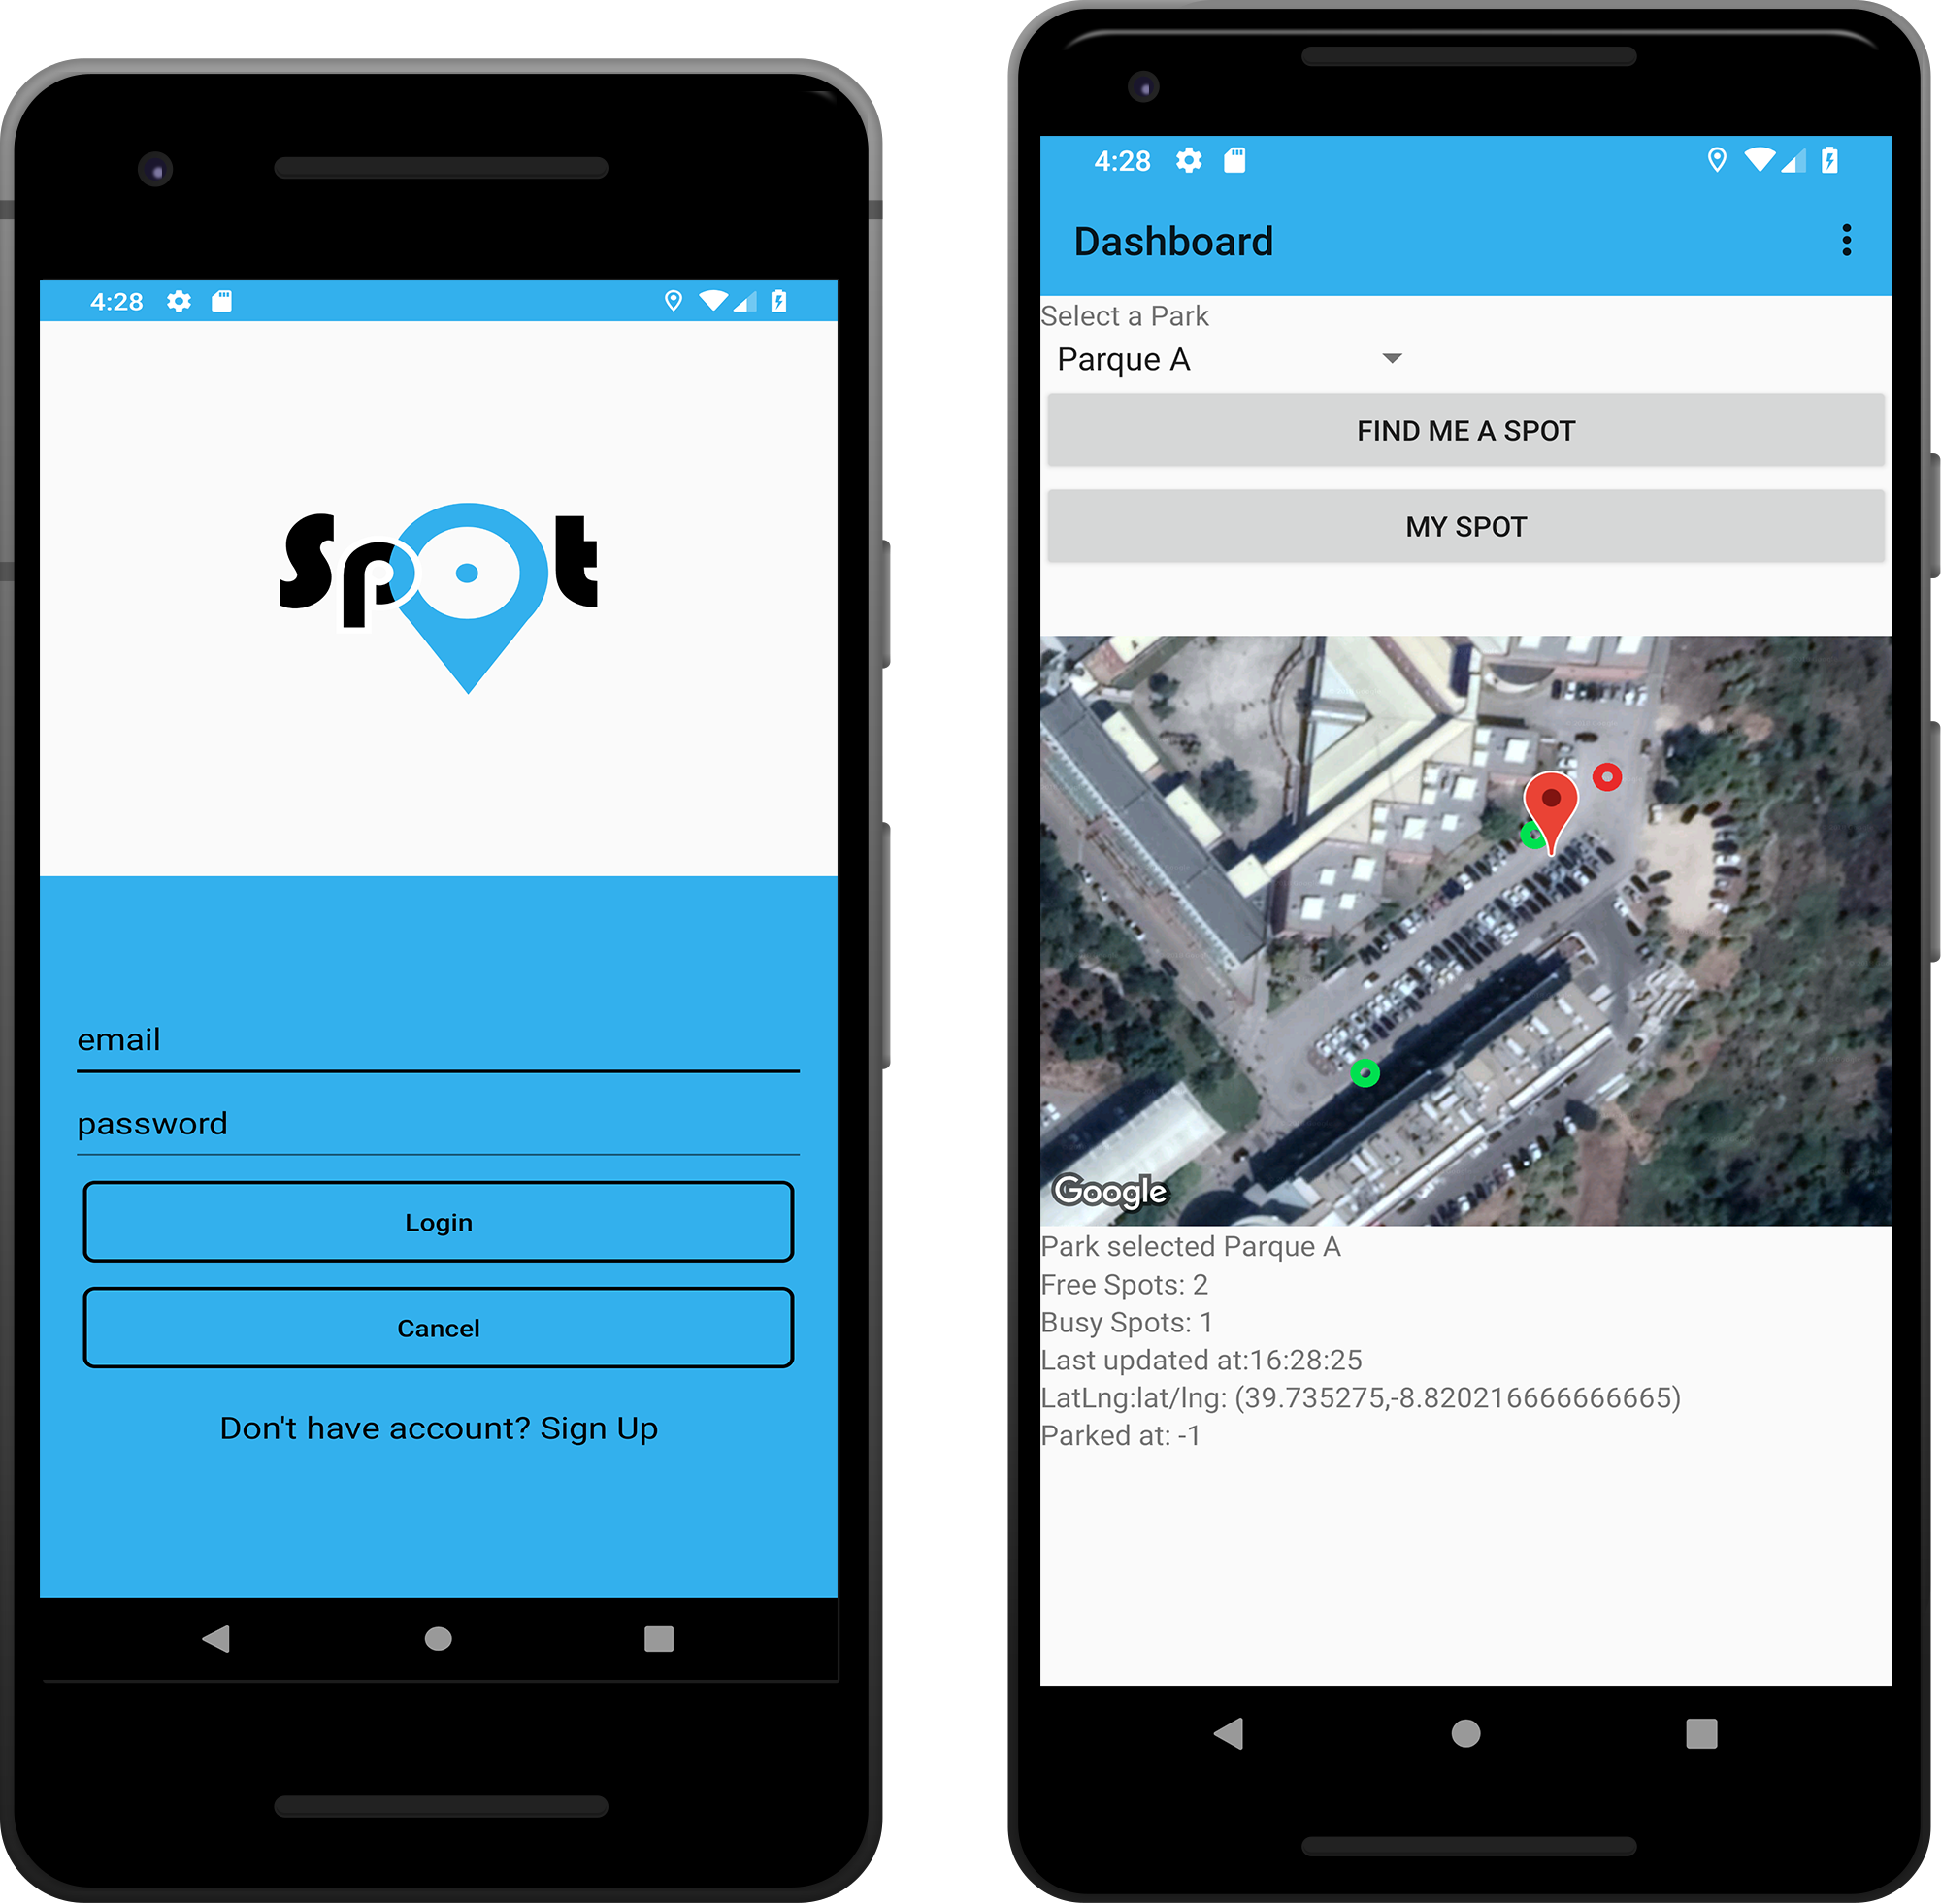 4:28
Spot
email
password
Login
Cancel
Don't have account? Sign Up
4:28
Dashboard
Select a Park
Parque A
FIND ME A SPOT
MY SPOT
Google
Park selected Parque A
Free Spots: 2
Busy Spots: 1
Last updated at:16:28:25
LatLng:lat/lng: (39.735275,-8.820216666666665)
Parked at: -1